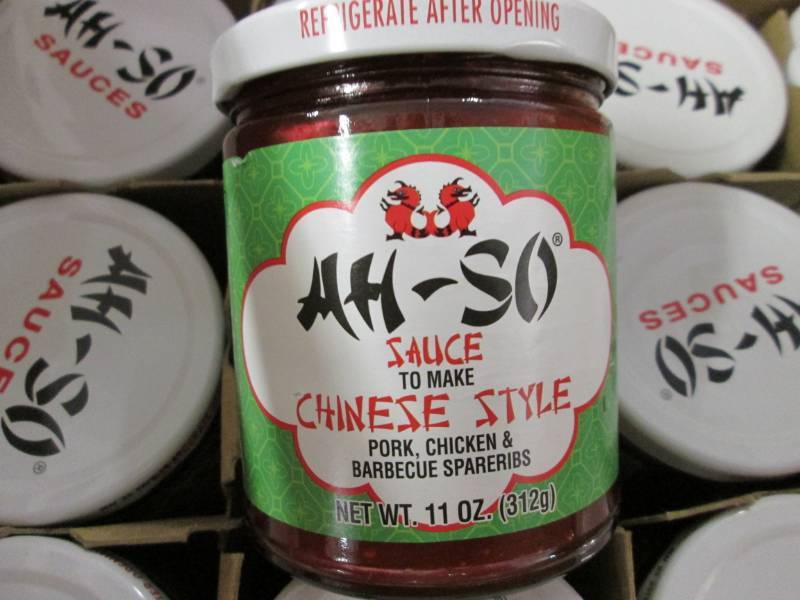 REFRIGERATE AFTER OPENING
AH-SO®
SAUCE
TO MAKE
CHINESE STYLE
PORK, CHICKEN &
BARBECUE SPARERIBS
NET WT. 11 OZ. (312g)
AH-SO
SAUCES
AH-SO
SAUCES
AH-SO®
SAUCES
AH-SO®
SAUCES